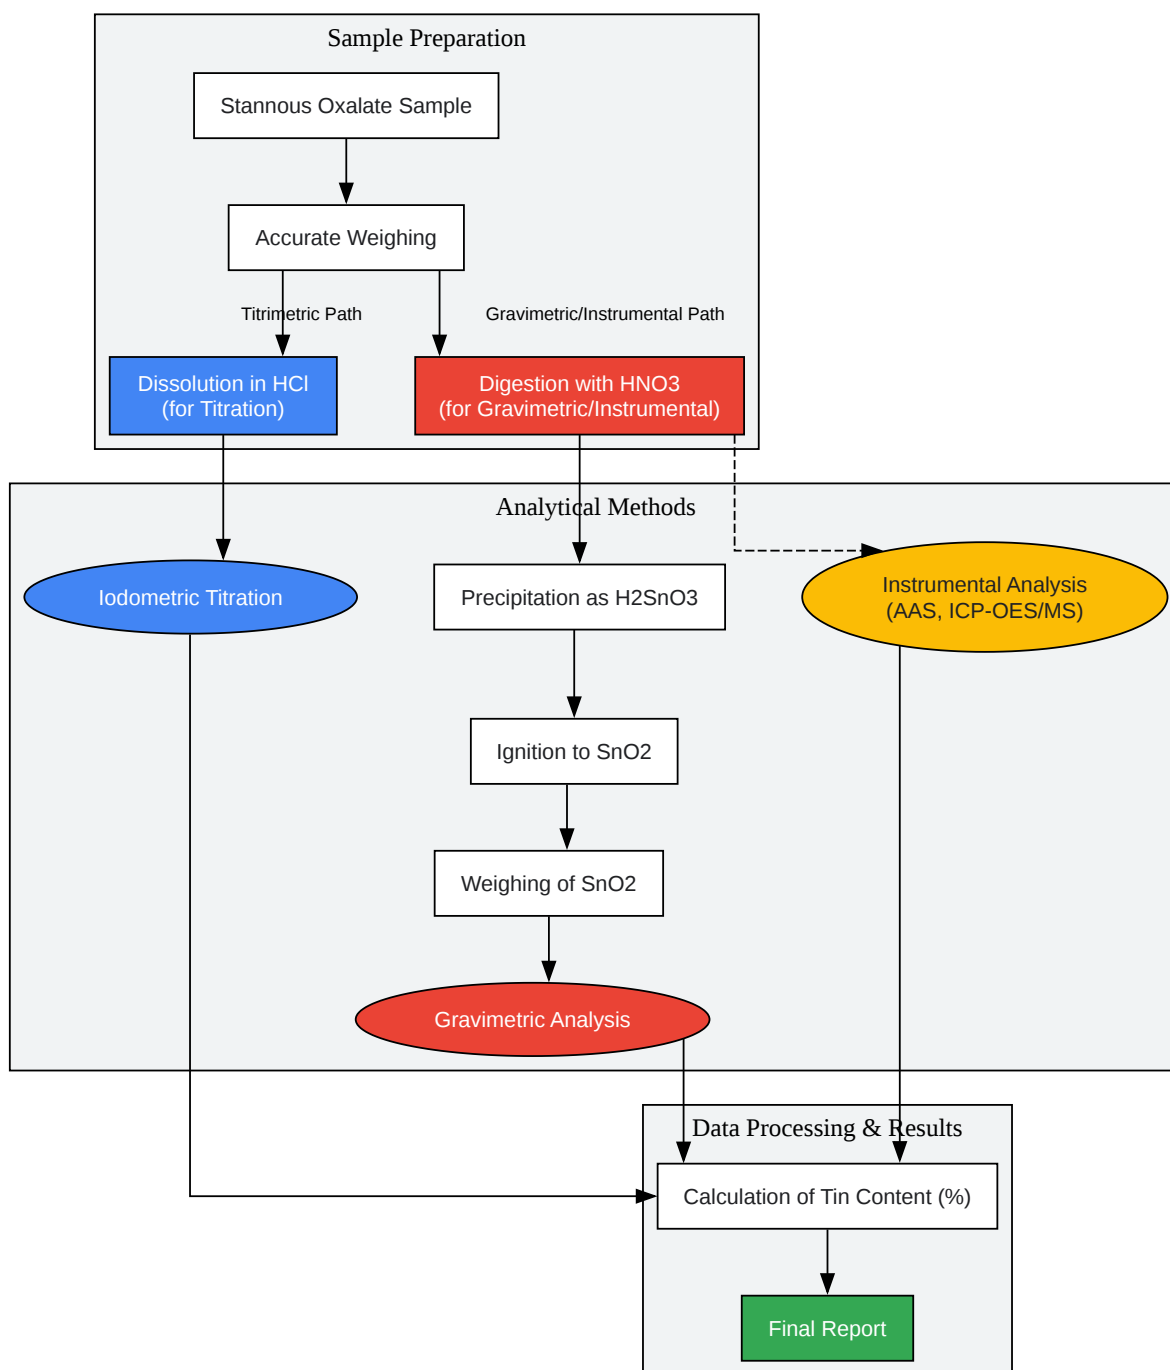 Sample Preparation
Stannous Oxalate Sample
Accurate Weighing
Titrimetric Path
Gravimetric/Instrumental Path
Dissolution in HCl
(for Titration)
Digestion with HNO3
(for Gravimetric/Instrumental)
Analytical Methods
Iodometric Titration
Precipitation as H2SnO3
Instrumental Analysis
(AAS, ICP-OES/MS)
Ignition to SnO2
Weighing of SnO2
Gravimetric Analysis
Data Processing & Results
Calculation of Tin Content (%)
Final Report